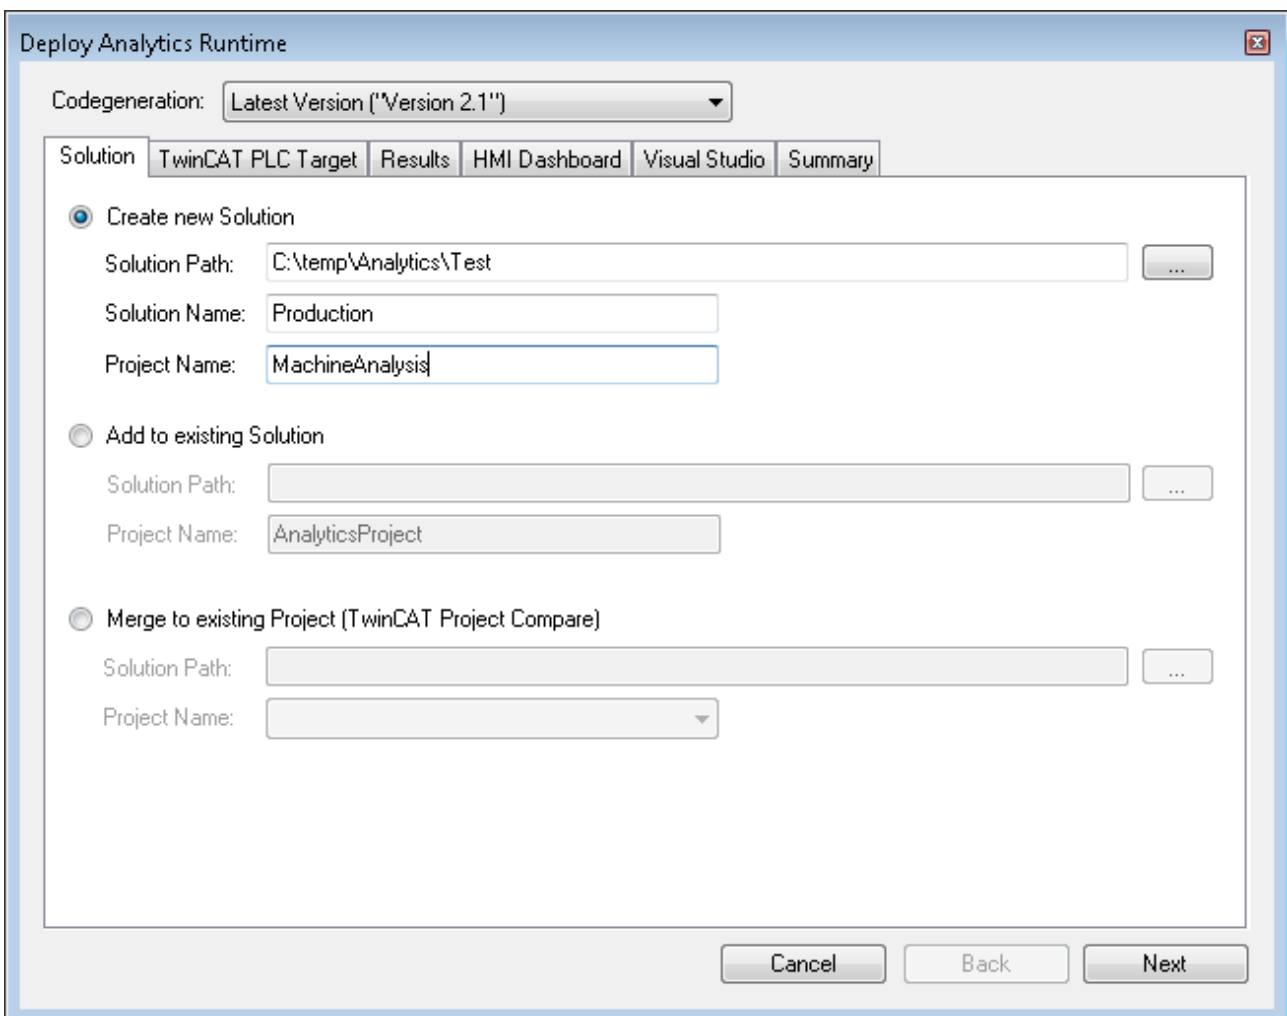 Deploy Analytics Runtime
Codegeneration: Latest Version ("Version 2.1")
Solution TwinCAT PLC Target Results HMI Dashboard Visual Studio Summary
Create new Solution
Solution Path: C:\temp\Analytics\Test ...
Solution Name: Production
Project Name: MachineAnalysis
Add to existing Solution
Solution Path: ...
Project Name: AnalyticsProject
Merge to existing Project (TwinCAT Project Compare)
Solution Path: ...
Project Name:
Cancel Back Next